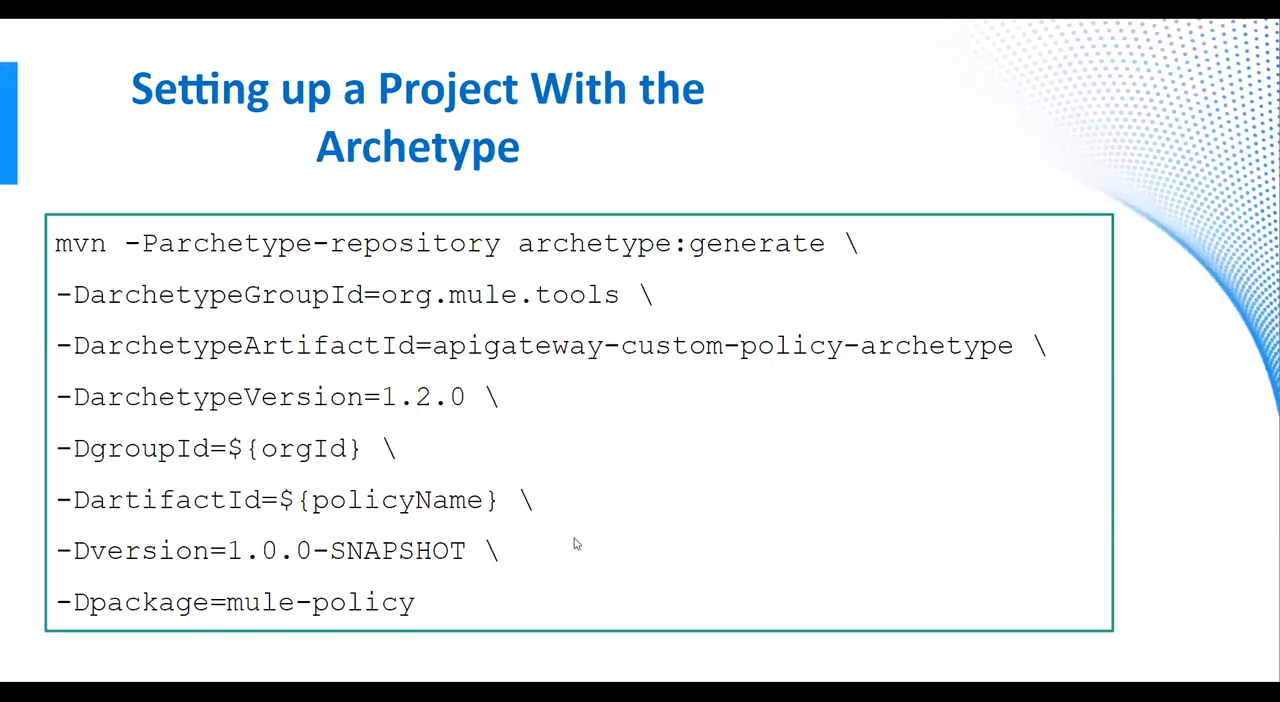 Setting up a Project With the
Archetype
mvn -Parchetype-repository archetype:generate \
-DarchetypeGroupId=org.mule.tools \
-DarchetypeArtifactId=apigateway-custom-policy-archetype \
-DarchetypeVersion=1.2.0 \
-DgroupId=${orgId} \
-DartifactId=${policyName} \
-Dversion=1.0.0-SNAPSHOT \
-Dpackage=mule-policy